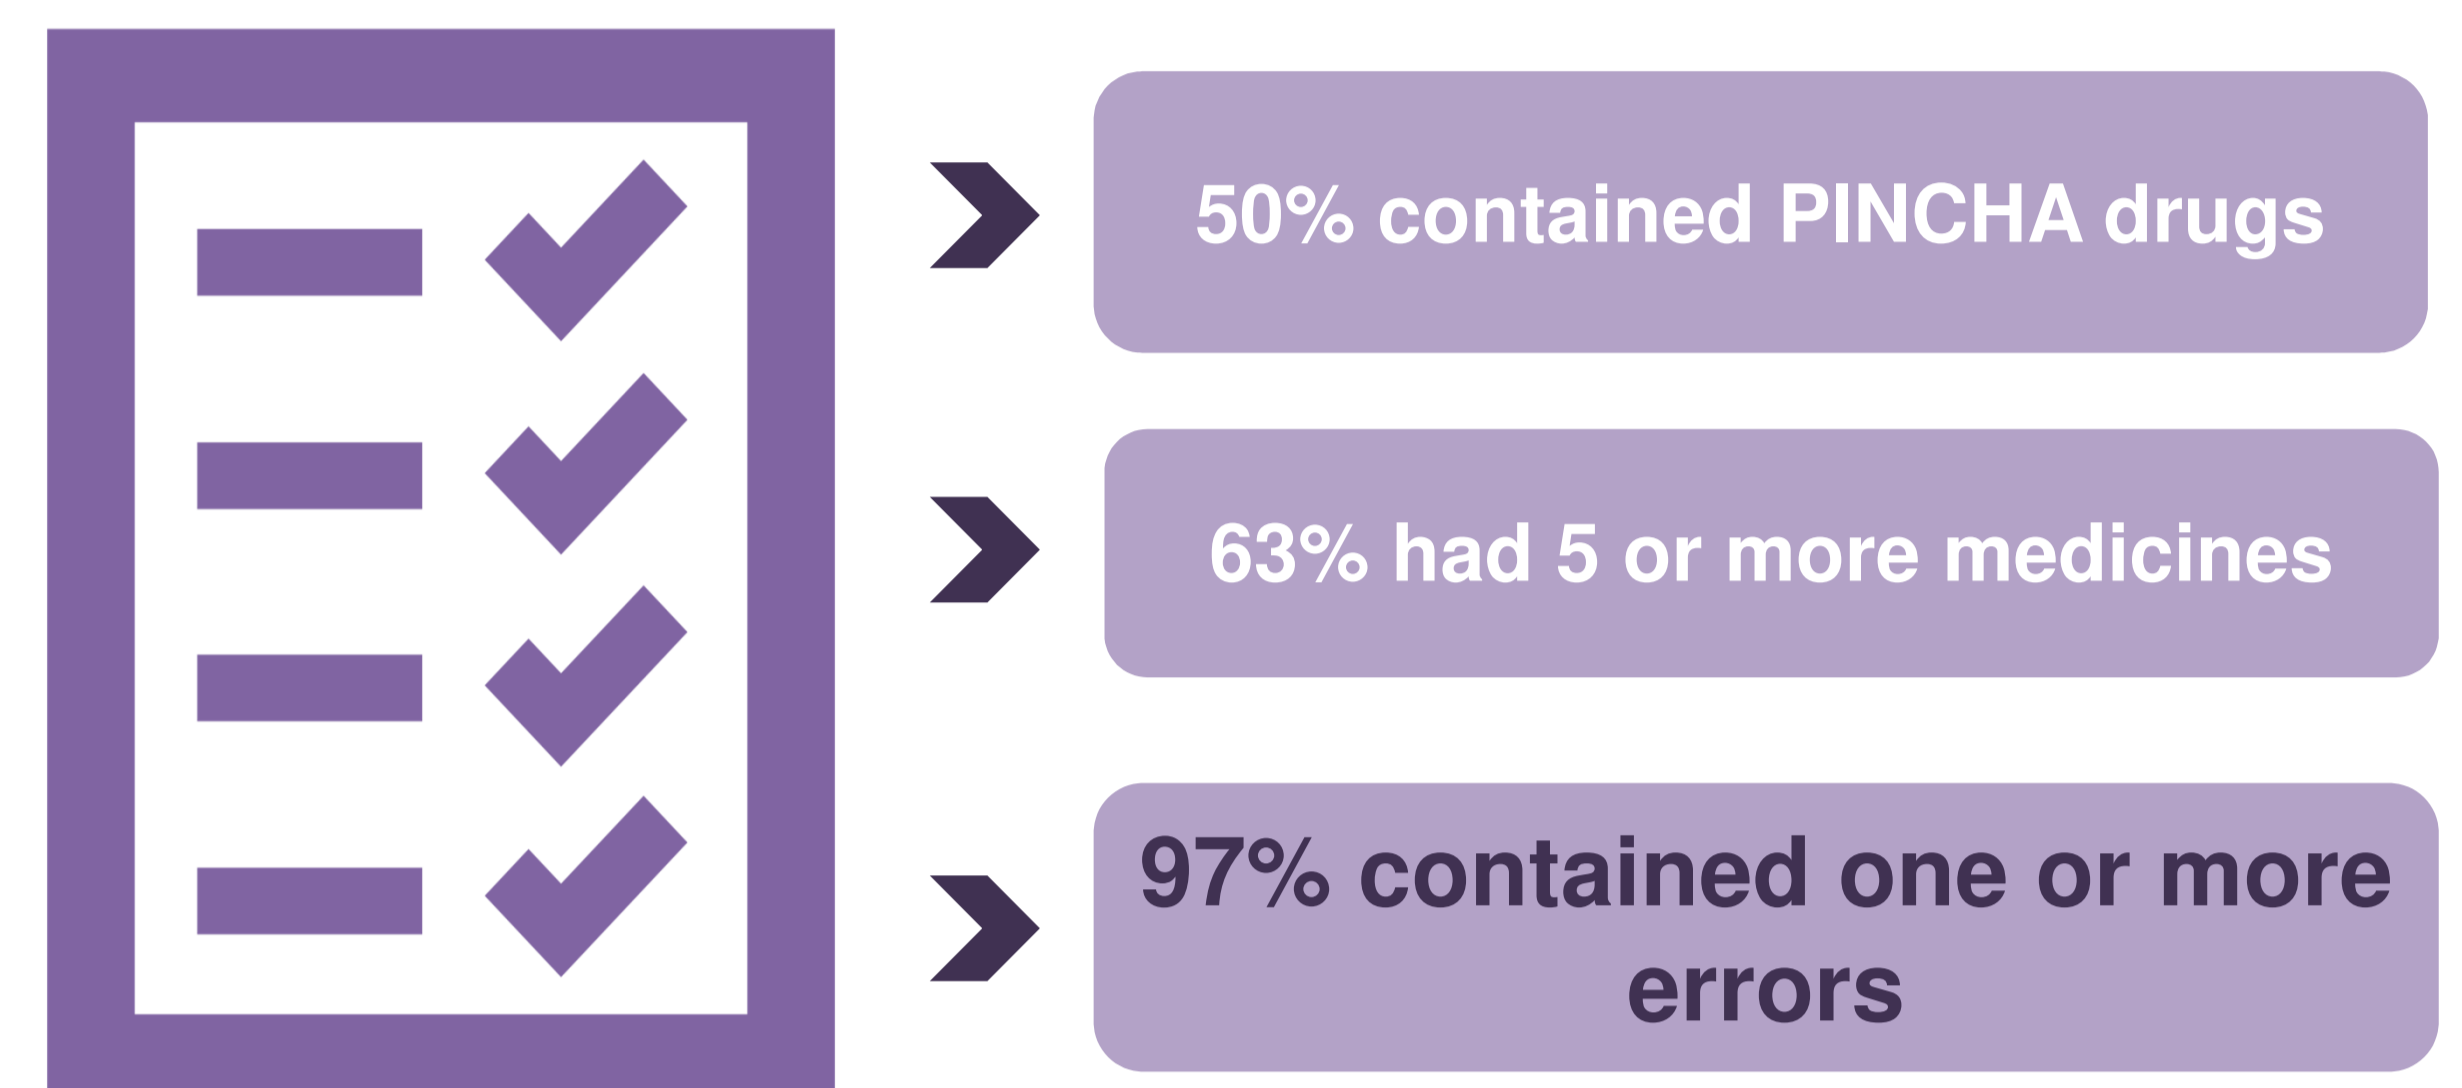 50% contained PINCHA drugs
63% had 5 or more medicines
97% contained one or more
errors